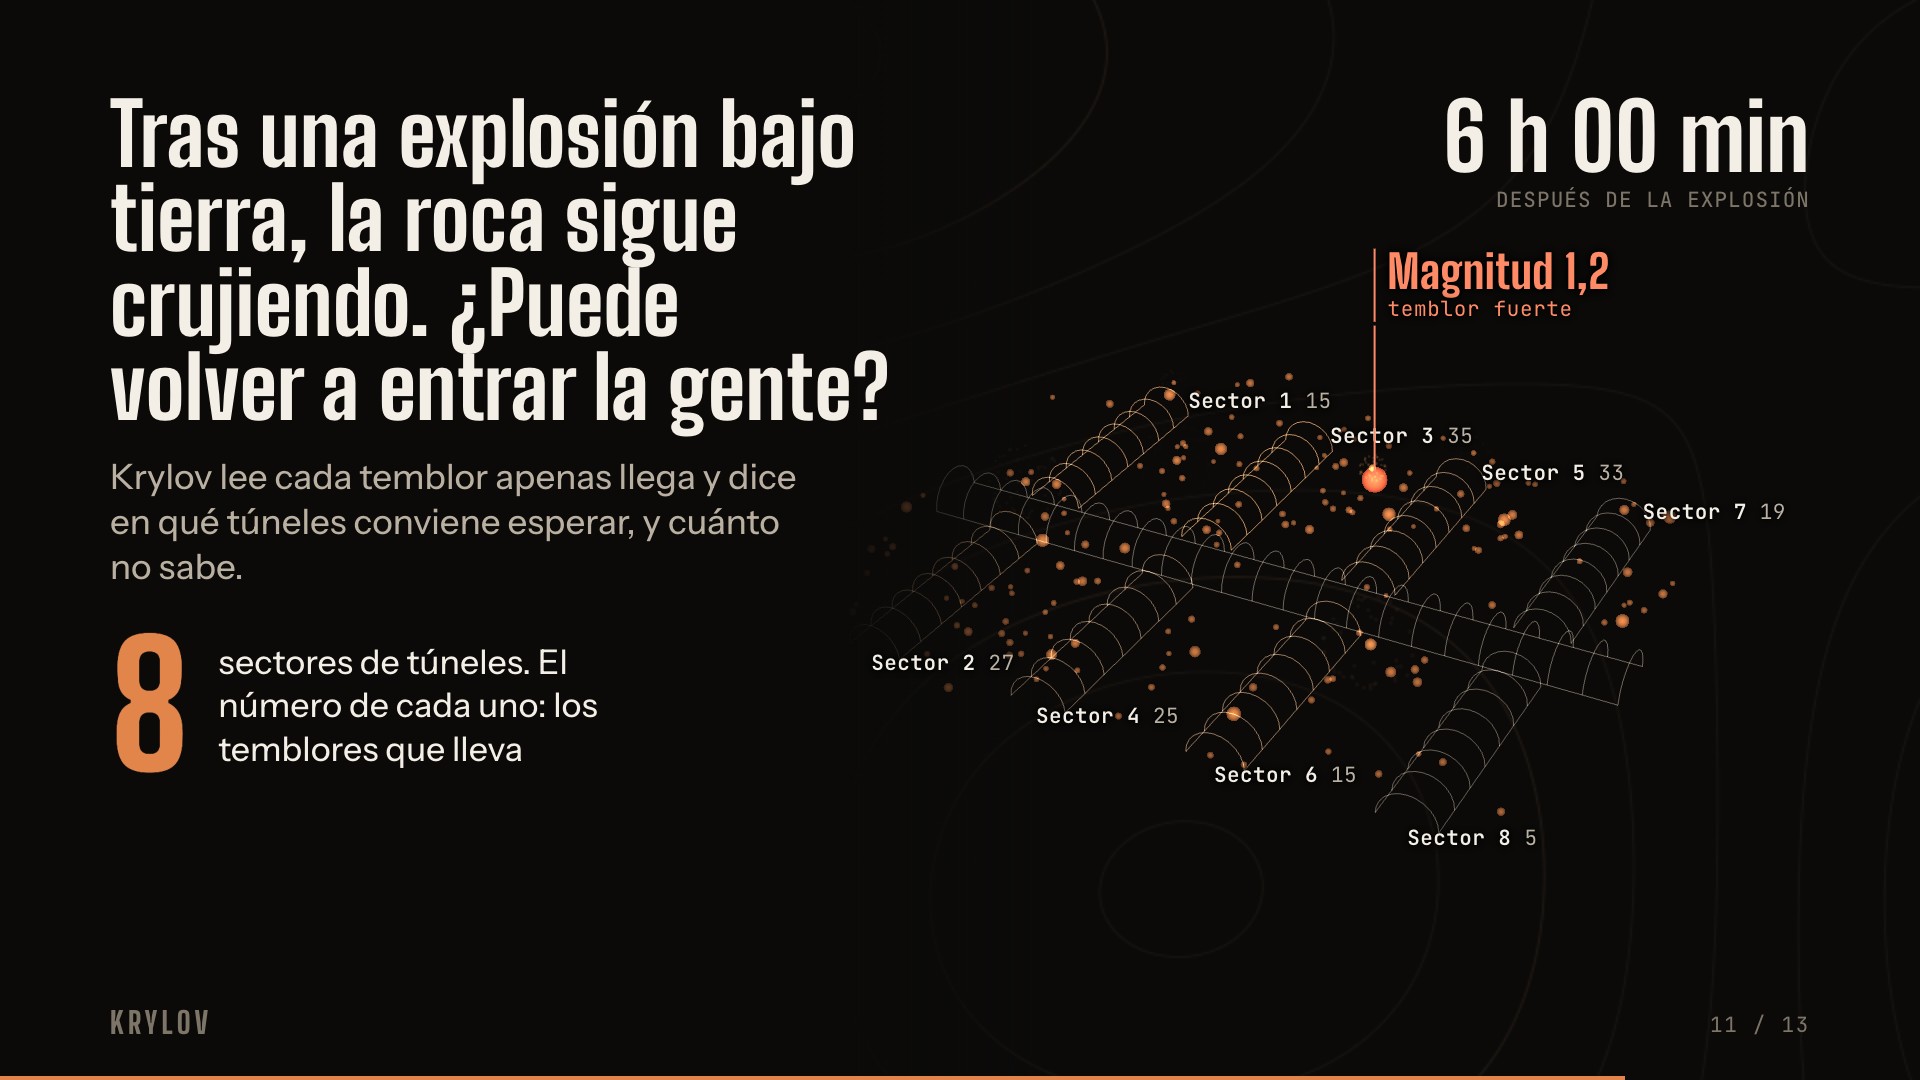 Tras una explosión bajo
tierra, la roca sigue
crujiendo. ¿Puede
volver a entrar la gente?
Krylov lee cada temblor apenas llega y dice
en qué túneles conviene esperar, y cuánto
no sabe.
8
sectores de túneles. El
número de cada uno: los
temblores que lleva
6 h 00 min
DESPUÉS DE LA EXPLOSIÓN
Magnitud 1,2
temblor fuerte
Sector 1 15
Sector 3 35
Sector 5 33
Sector 7 19
Sector 2 27
Sector 4 25
Sector 6 15
Sector 8 5
KRYLOV
11 / 13